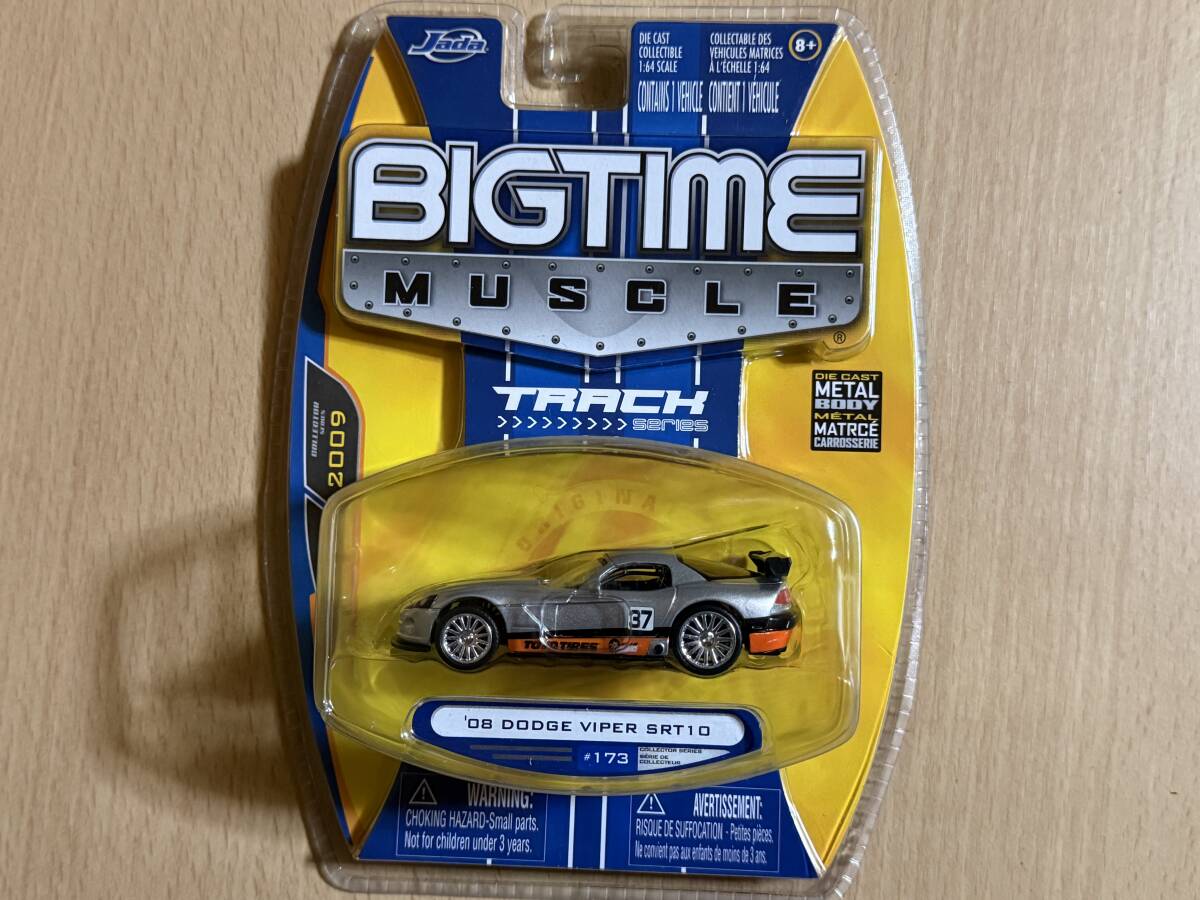 Jada
DIE CAST
COLLECTIBLE
1:64 SCALE
CONTAINS 1 VEHICLE
COLLECTABLE DES
VEHICULES MATRICES
À L'ÉCHELLE 1:64
CONTIENT 1 VÉHICULE
8+
BIGTIME
MUSCLE
®
TRACK
series
DIE CAST
METAL
BODY
MÉTAL
MATRCÉ
CARROSSERIE
COLLECTOR
SERIES
2009
ORIGINA
37
TOYO TIRES
'08 DODGE VIPER SRT10
#173
COLLECTOR SERIES
SÉRIE DE
COLLECTEUR
WARNING:
CHOKING HAZARD-Small parts.
Not for children under 3 years.
AVERTISSEMENT:
RISQUE DE SUFFOCATION - Petites pièces.
Ne convient pas aux enfants de moins de 3 ans.